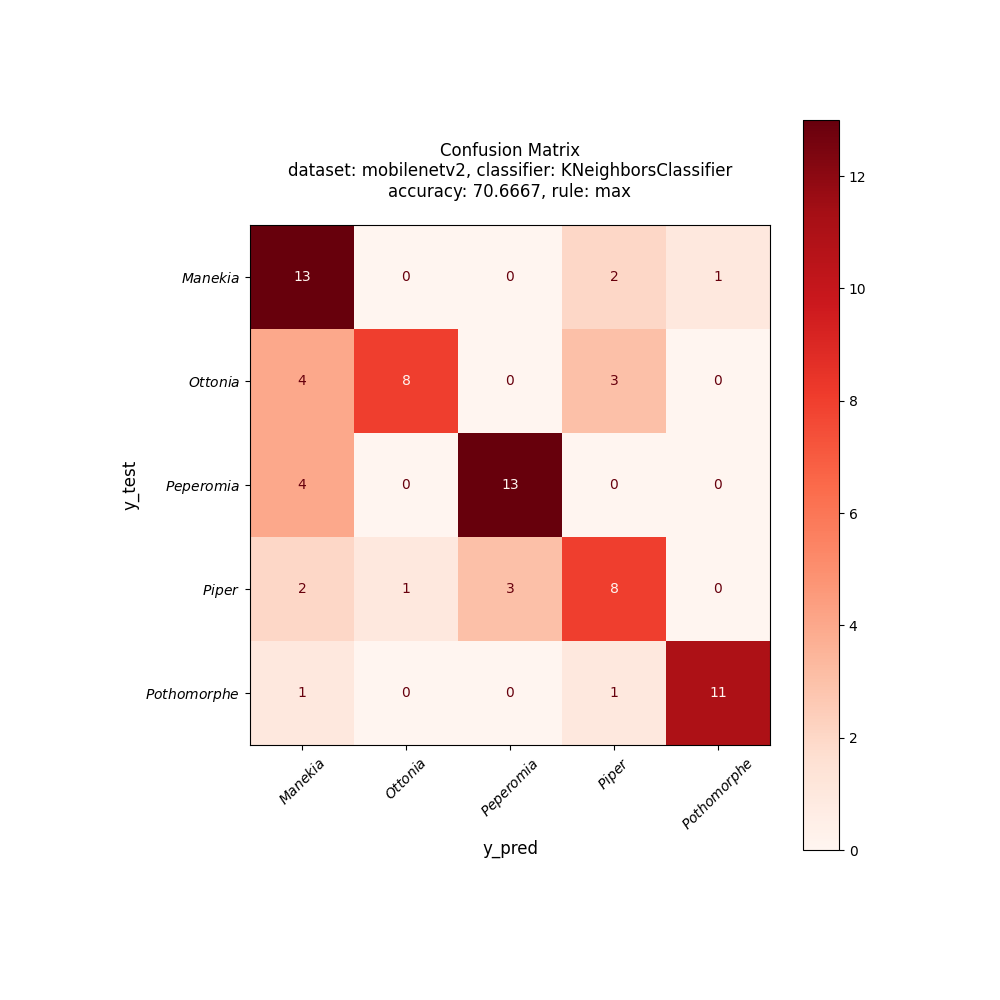 Confusion Matrix
dataset: mobilenetv2, classifier: KNeighborsClassifier
accuracy: 70.6667, rule: max
Manekia 13 0 0 2 1
Ottonia 4 8 0 3 0
Peperomia 4 0 13 0 0
Piper 2 1 3 8 0
Pothomorphe 1 0 0 1 11
y_test
Manekia Ottonia Peperomia Piper Pothomorphe
y_pred
12
10
8
6
4
2
0